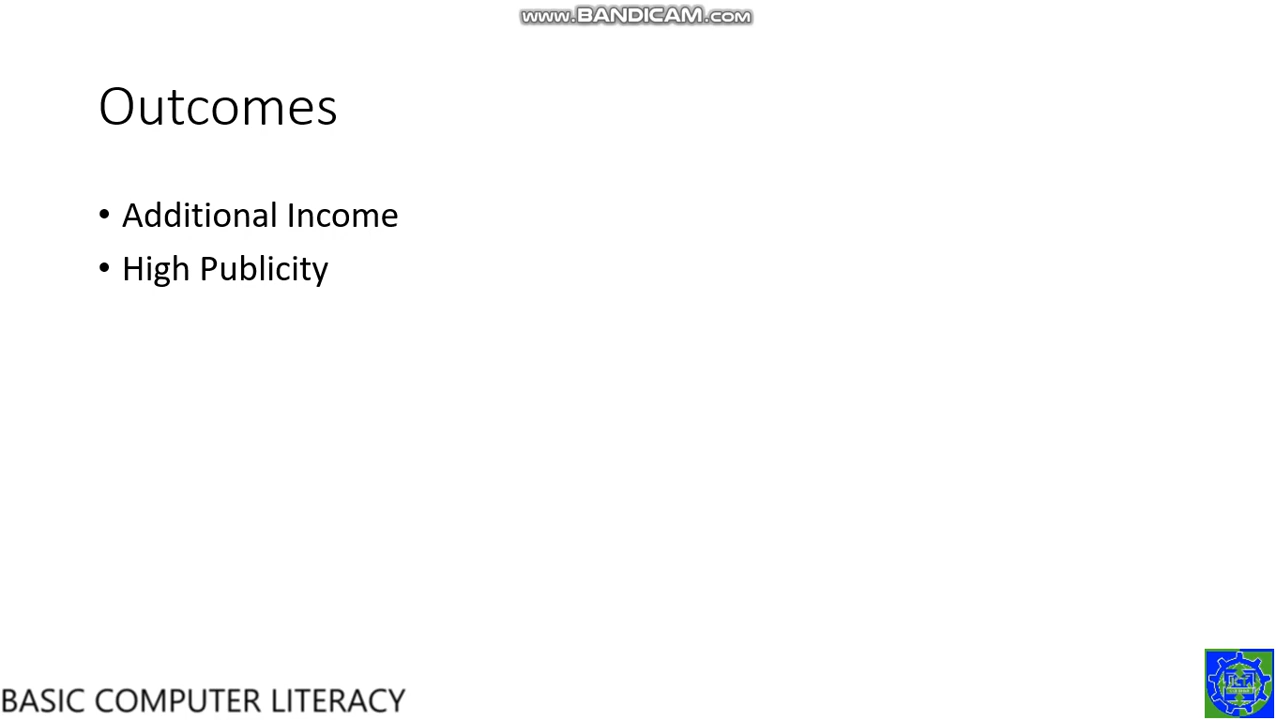 www.BANDICAM.com
Outcomes
• Additional Income
• High Publicity
BASIC COMPUTER LITERACY